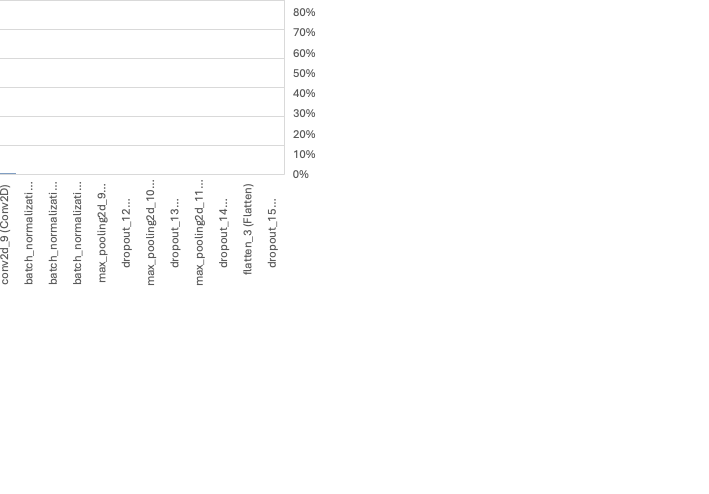 80%
70%
60%
50%
40%
30%
20%
10%
0%
conv2d_9 (Conv2D)
batch_normalizati...
batch_normalizati...
batch_normalizati...
max_pooling2d_9...
dropout_12...
max_pooling2d_10...
dropout_13...
max_pooling2d_11...
dropout_14...
flatten_3 (Flatten)
dropout_15...